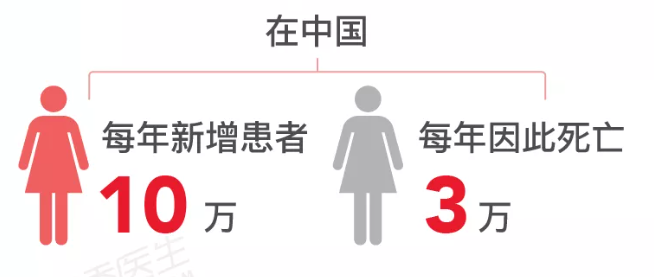 在中国
每年新增患者
10 万
每年因此死亡
3 万